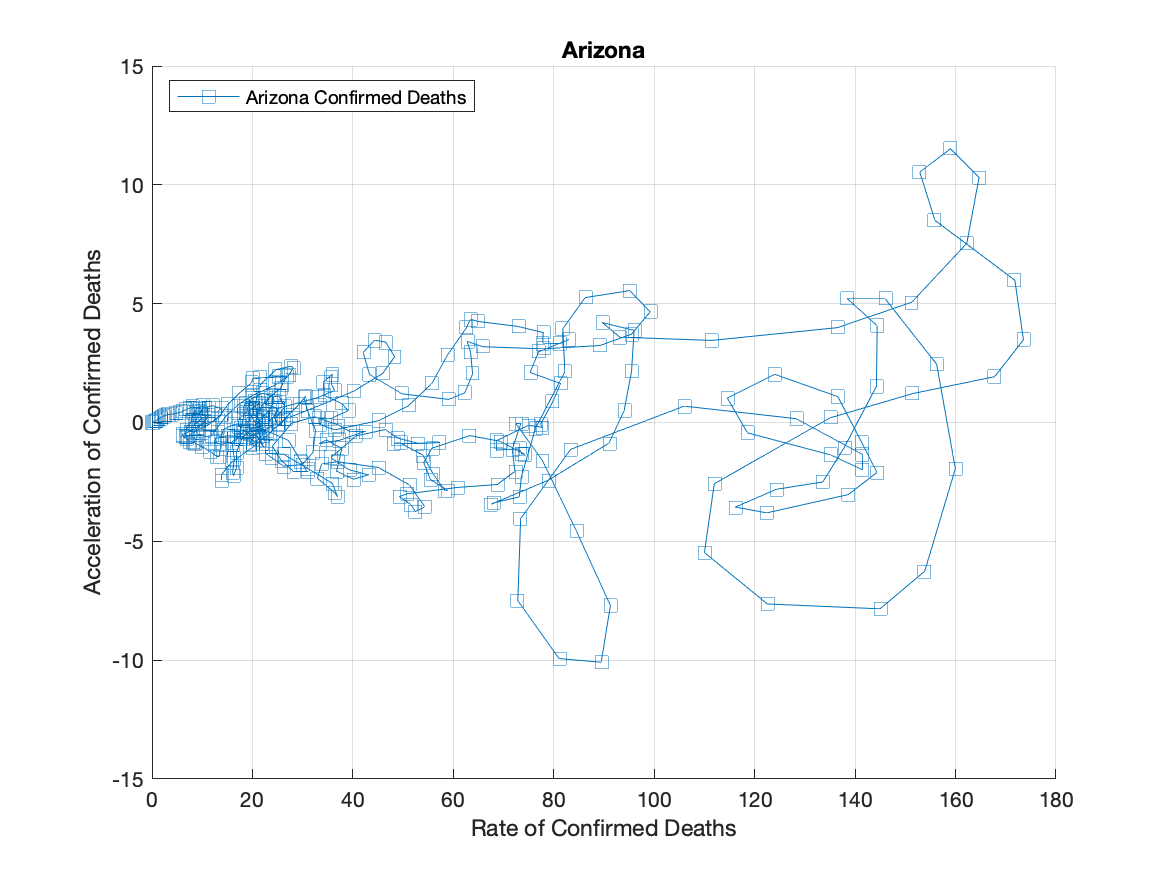 Arizona
15
Arizona Confirmed Deaths
10
5
0
-5
-10
-15
Acceleration of Confirmed Deaths
0 20 40 60 80 100 120 140 160 180
Rate of Confirmed Deaths